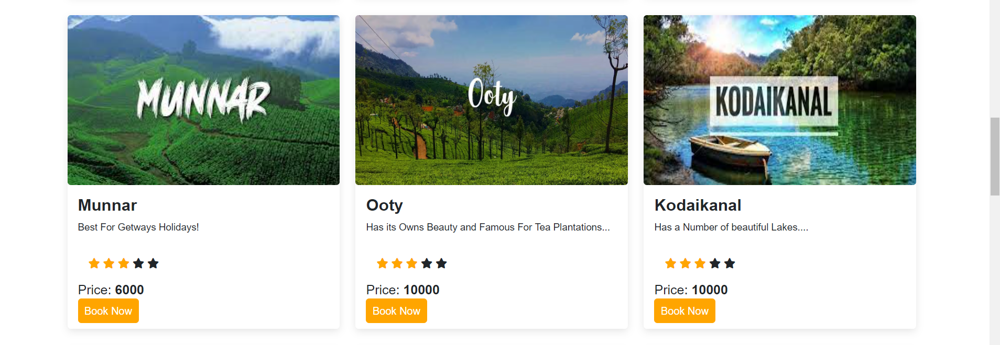 MUNNAR
Munnar
Best For Getways Holidays!
Price: 6000
Book Now
Ooty
Ooty
Has its Owns Beauty and Famous For Tea Plantations...
Price: 10000
Book Now
KODAIKANAL
Kodaikanal
Has a Number of beautiful Lakes....
Price: 10000
Book Now